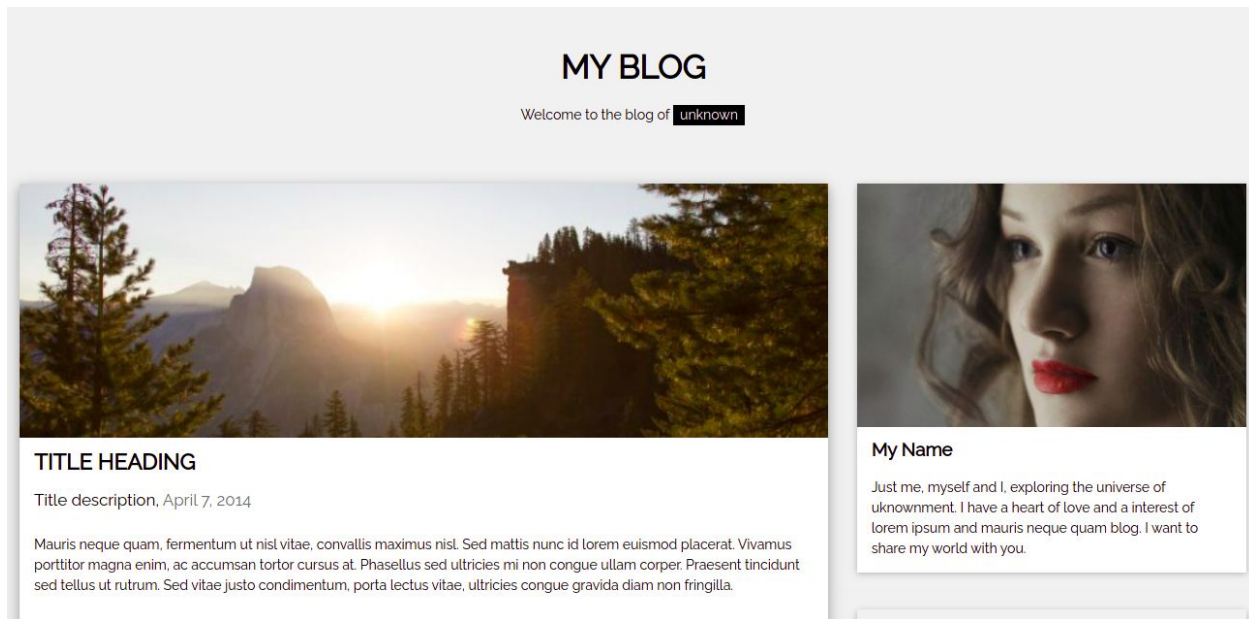 MY BLOG
Welcome to the blog of unknown
TITLE HEADING
Title description, April 7, 2014
Mauris neque quam, fermentum ut nisl vitae, convallis maximus nisl. Sed mattis nunc id lorem euismod placerat. Vivamus
porttitor magna enim, ac accumsan tortor cursus at. Phasellus sed ultricies mi non congue ullam corper. Praesent tincidunt
sed tellus ut rutrum. Sed vitae justo condimentum, porta lectus vitae, ultricies congue gravida diam non fringilla.
My Name
Just me, myself and I, exploring the universe of
uknownment. I have a heart of love and a interest of
lorem ipsum and mauris neque quam blog. I want to
share my world with you.